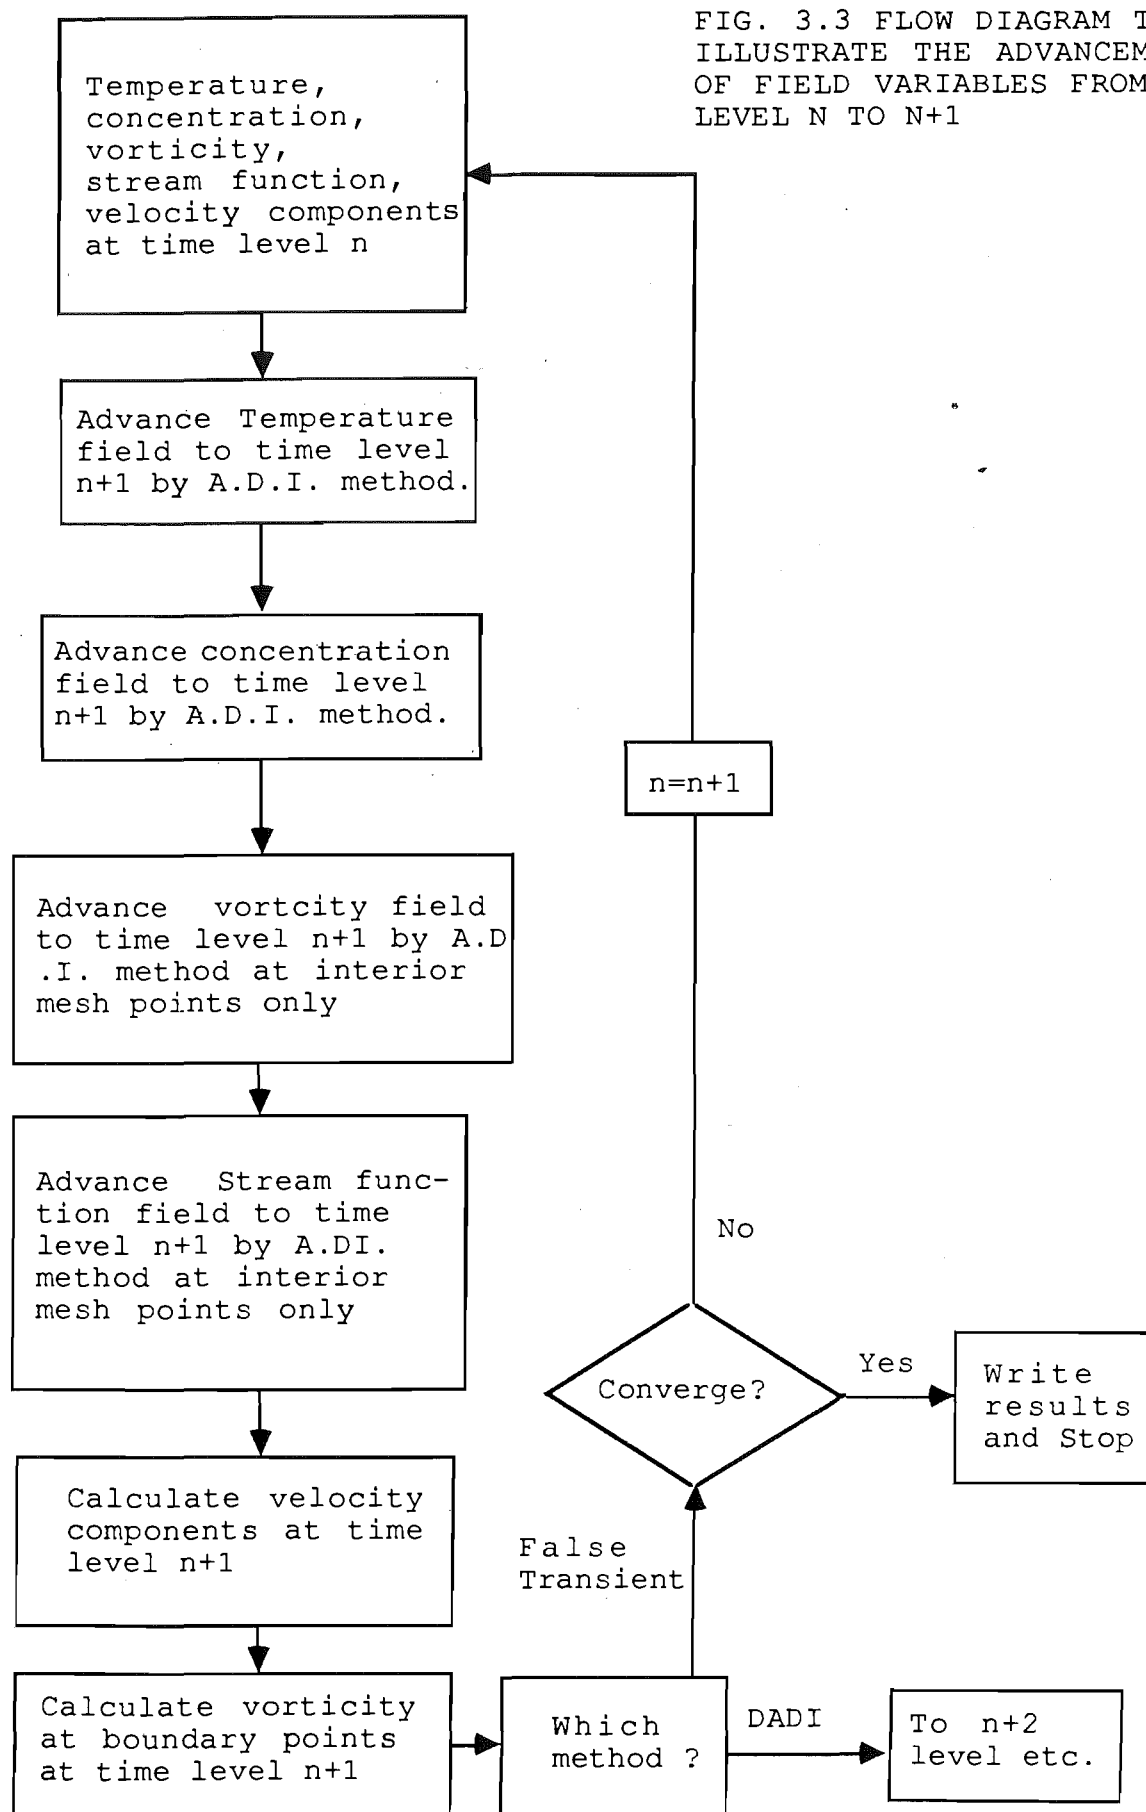 FIG. 3.3 FLOW DIAGRAM T
ILLUSTRATE THE ADVANCEM
OF FIELD VARIABLES FROM
LEVEL N TO N+1
Temperature,
concentration,
vorticity,
stream function,
velocity components
at time level n
Advance Temperature
field to time level
n+1 by A.D.I. method.
Advance concentration
field to time level
n+1 by A.D.I. method.
n=n+1
Advance vortcity field
to time level n+1 by A.D
.I. method at interior
mesh points only
Advance Stream func-
tion field to time
level n+1 by A.DI.
method at interior
mesh points only
No
Converge?
Yes
Write
results
and Stop
Calculate velocity
components at time
level n+1
False
Transient
Calculate vorticity
at boundary points
at time level n+1
Which
method ?
DADI
To n+2
level etc.